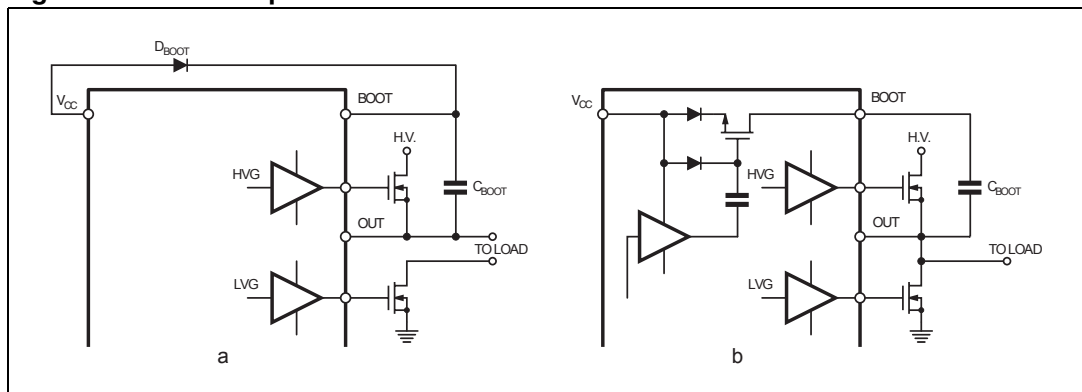 D_BOOT
V_CC
BOOT
H.V.
HVG
C_BOOT
OUT
TO LOAD
LVG
a
V_CC
BOOT
H.V.
HVG
C_BOOT
OUT
TO LOAD
LVG
b